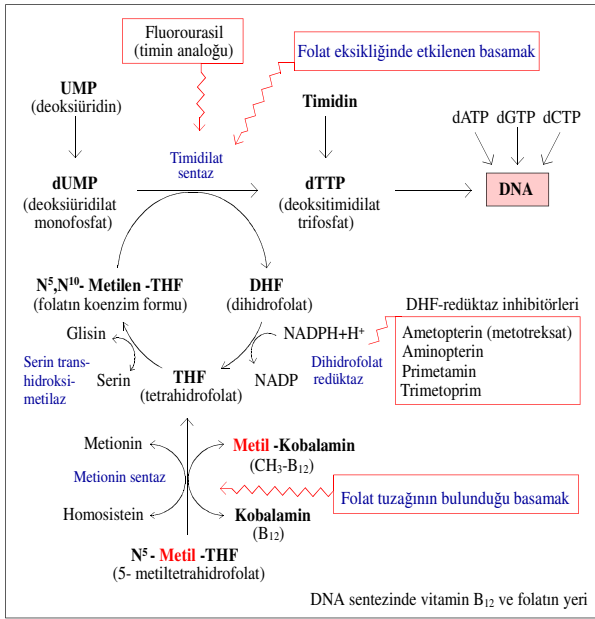 Fluorourasil
(timin analoğu)
Folat eksikliğinde etkilenen basamak
UMP
(deoksiüridin)
Timidin
dATP dGTP dCTP
Timidilat
sentaz
dUMP
(deoksiüridilat
monofosfat)
dTTP
(deoksitimidilat
trifosfat)
DNA
N⁵,N¹⁰- Metilen -THF
(folatın koenzim formu)
DHF
(dihidrofolat)
DHF-redüktaz inhibitörleri
Ametopterin (metotreksat)
Aminopterin
Primetamin
Trimetoprim
Glisin
NADPH+H⁺
Serin trans-
hidroksi-
metilaz
Serin
THF
(tetrahidrofolat)
NADP
Dihidrofolat
redüktaz
Metionin
Metil -Kobalamin
(CH₃-B₁₂)
Metionin sentaz
Folat tuzağının bulunduğu basamak
Homosistein
Kobalamin
(B₁₂)
N⁵ - Metil -THF
(5- metiltetrahidrofolat)
DNA sentezinde vitamin B₁₂ ve folatın yeri